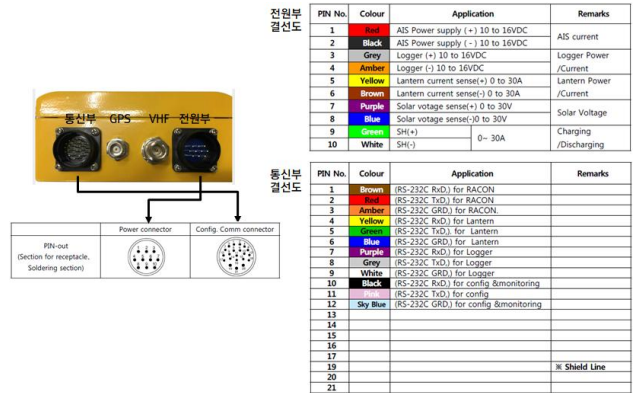 전원부
결선도
PIN No. Colour Application Remarks
1 Red AIS Power supply (+) 10 to 16VDC AIS current
2 Black AIS Power supply ( - ) 10 to 16VDC
3 Grey Logger (+) 10 to 16VDC Logger Power
4 Amber Logger (-) 10 to 16VDC /Current
5 Yellow Lantern current sense(+) 0 to 30A Lantern Power
6 Brown Lantern current sense(-) 0 to 30A /Current
7 Purple Solar votage sense(+) 0 to 30V Solar Voltage
8 Blue Solar votage sense(-)0 to 30V
9 Green SH(+) 0~ 30A Charging
10 White SH(-) /Discharging
통신부 GPS VHF 전원부
통신부
결선도
PIN No. Colour Application Remarks
1 Brown (RS-232C RxD,) for RACON
2 Red (RS-232C TxD,) for RACON
3 Amber (RS-232C GRD,) for RACON.
4 Yellow (RS-232C RxD,) for Lantern
5 Green (RS-232C TxD,). for Lantern
6 Blue (RS-232C GRD,) for Lantern
7 Purple (RS-232C RxD,) for Logger
8 Grey (RS-232C TxD,) for Logger
9 White (RS-232C GRD,) for Logger
10 Black (RS-232C RxD,) for config &monitoring
11 Pink (RS-232C TxD,) for config
12 Sky Blue (RS-232C GRD,) for config &monitoring
13
14
15
16
17
19 ※ Shield Line
20
21
Power connector Config. Comm connector
PIN-out
(Section for receptacle,
Soldering section)